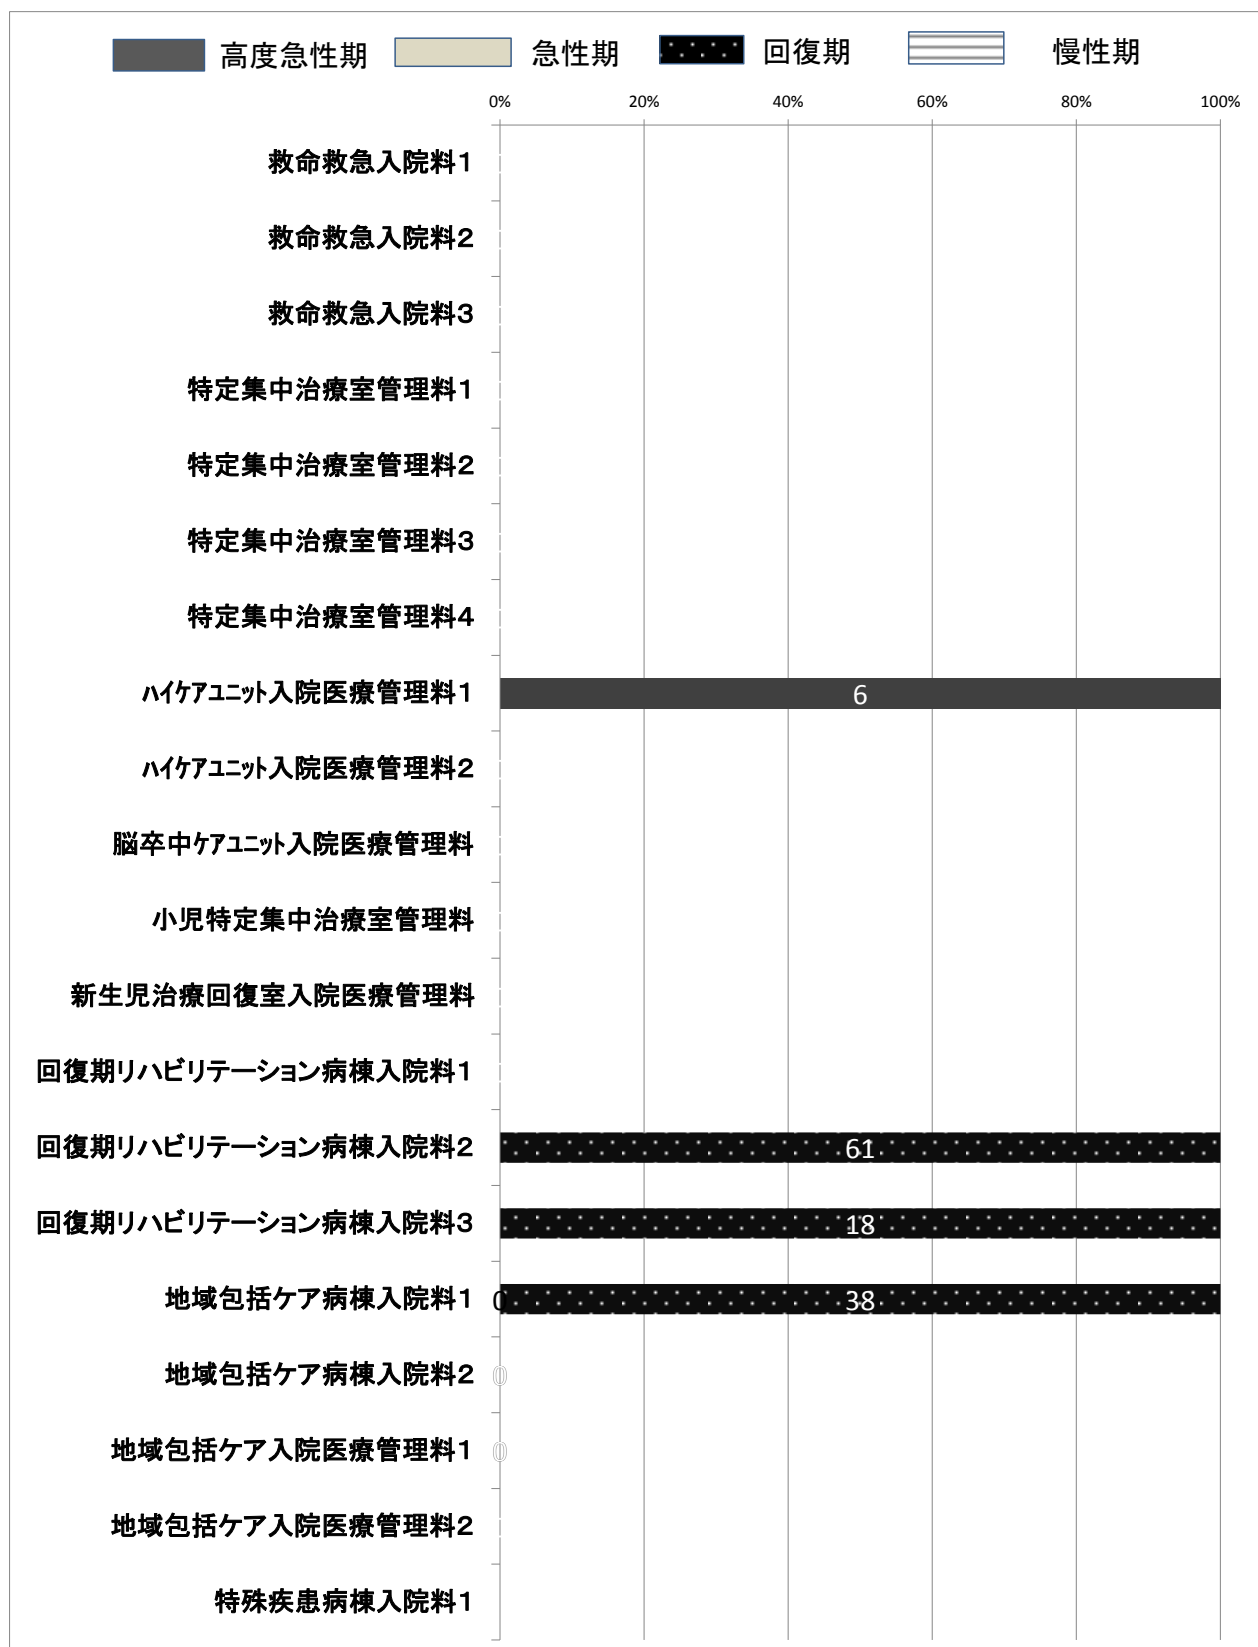 高度急性期 急性期 回復期 慢性期
0% 20% 40% 60% 80% 100%
救命救急入院料1
救命救急入院料2
救命救急入院料3
特定集中治療室管理料1
特定集中治療室管理料2
特定集中治療室管理料3
特定集中治療室管理料4
ﾊｲｹｱﾕﾆｯﾄ入院医療管理料1 6
ﾊｲｹｱﾕﾆｯﾄ入院医療管理料2
脳卒中ｹｱﾕﾆｯﾄ入院医療管理料
小児特定集中治療室管理料
新生児治療回復室入院医療管理料
回復期リハビリテーション病棟入院料1
回復期リハビリテーション病棟入院料2 61
回復期リハビリテーション病棟入院料3 18
地域包括ケア病棟入院料1 0 38
地域包括ケア病棟入院料2 0
地域包括ケア入院医療管理料1 0
地域包括ケア入院医療管理料2
特殊疾患病棟入院料1